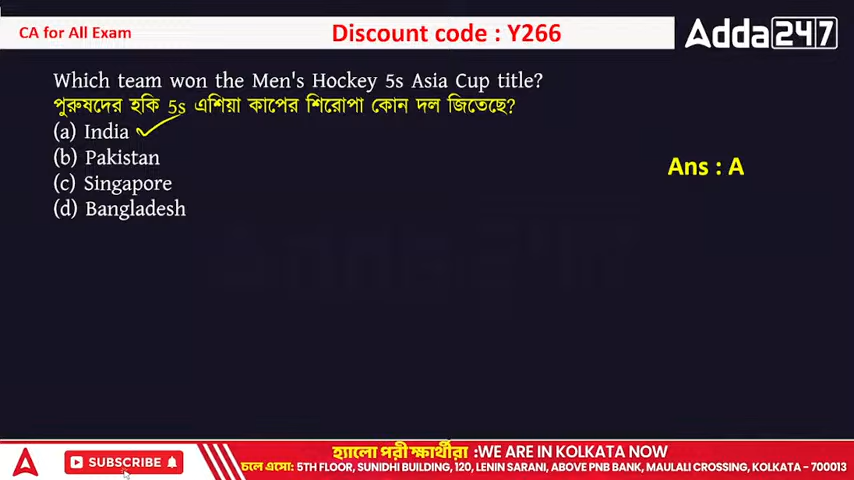 CA for All Exam
Discount code : Y266
Adda247
Which team won the Men's Hockey 5s Asia Cup title?
পুরুষদের হকি 5s এশিয়া কাপের শিরোপা কোন দল জিতেছে?
(a) India
(b) Pakistan
(c) Singapore
(d) Bangladesh
Ans : A
SUBSCRIBE
হ্যালো পরীক্ষার্থীরা :WE ARE IN KOLKATA NOW
চলে এসো: 5TH FLOOR, SUNIDHI BUILDING, 120, LENIN SARANI, ABOVE PNB BANK, MAULALI CROSSING, KOLKATA - 700013